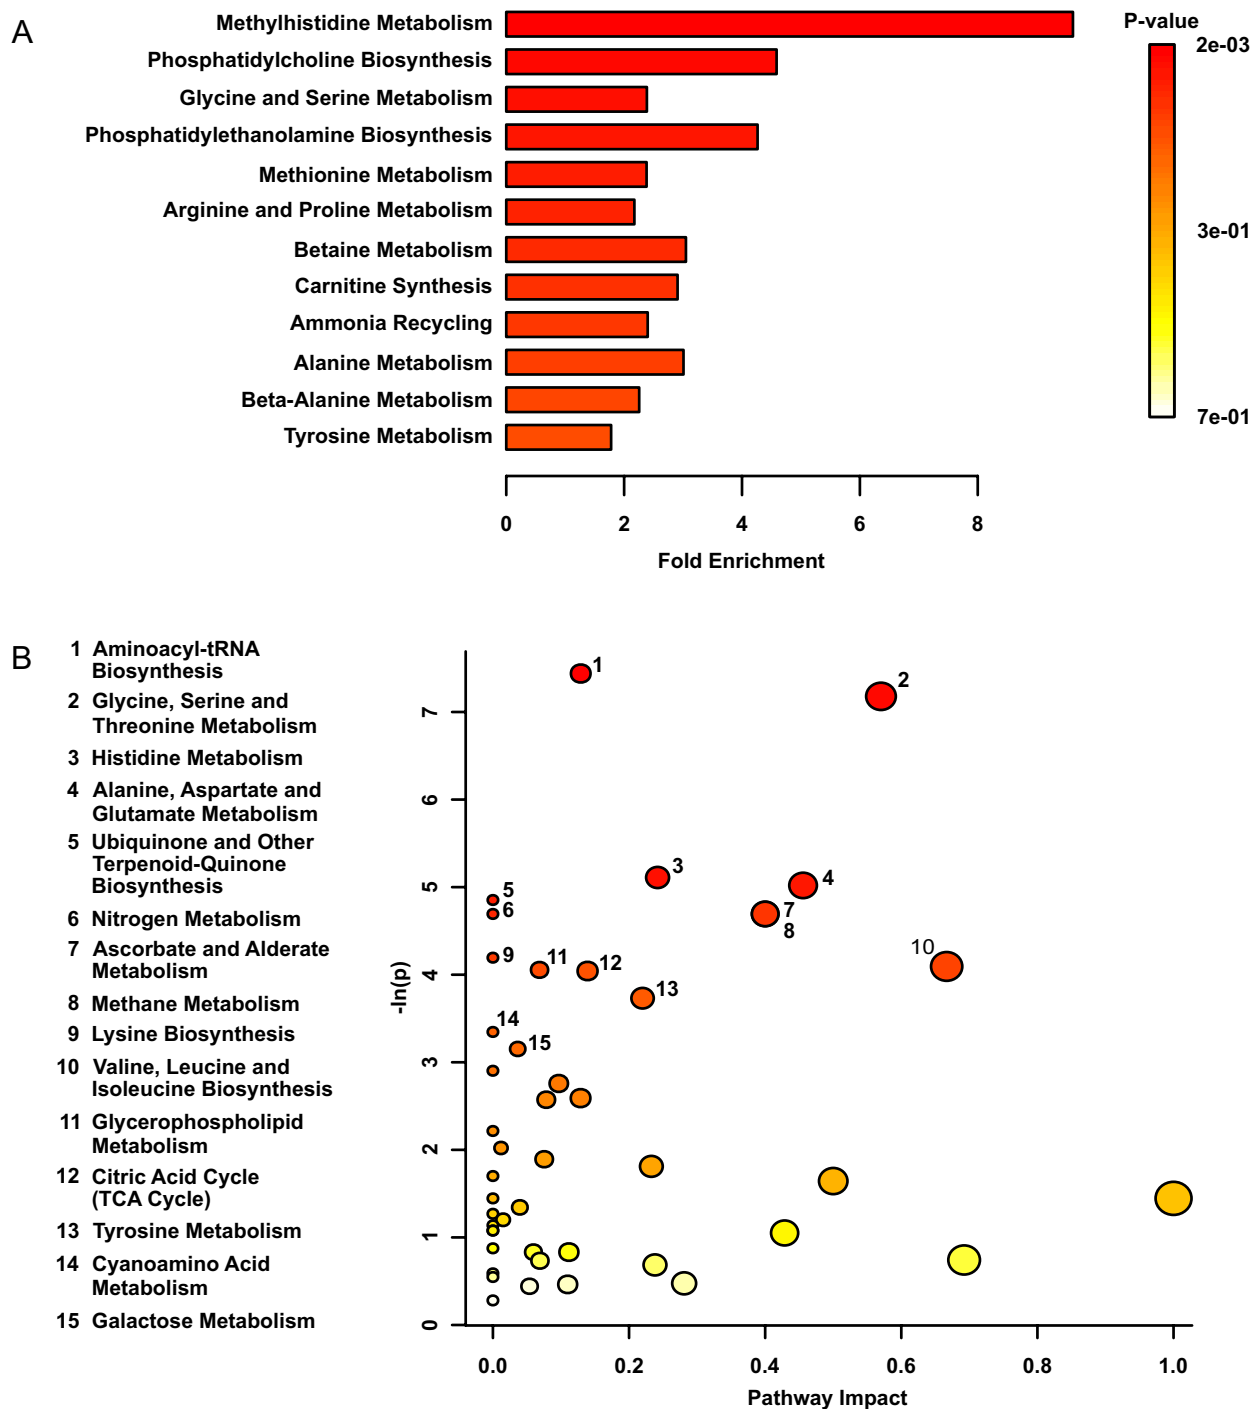 A
Methylhistidine Metabolism
Phosphatidylcholine Biosynthesis
Glycine and Serine Metabolism
Phosphatidylethanolamine Biosynthesis
Methionine Metabolism
Arginine and Proline Metabolism
Betaine Metabolism
Carnitine Synthesis
Ammonia Recycling
Alanine Metabolism
Beta-Alanine Metabolism
Tyrosine Metabolism
0 2 4 6 8
Fold Enrichment
P-value
2e-03
3e-01
7e-01
B
1 Aminoacyl-tRNA
Biosynthesis
2 Glycine, Serine and
Threonine Metabolism
3 Histidine Metabolism
4 Alanine, Aspartate and
Glutamate Metabolism
5 Ubiquinone and Other
Terpenoid-Quinone
Biosynthesis
6 Nitrogen Metabolism
7 Ascorbate and Alderate
Metabolism
8 Methane Metabolism
9 Lysine Biosynthesis
10 Valine, Leucine and
Isoleucine Biosynthesis
11 Glycerophospholipid
Metabolism
12 Citric Acid Cycle
(TCA Cycle)
13 Tyrosine Metabolism
14 Cyanoamino Acid
Metabolism
15 Galactose Metabolism
-ln(p)
7
6
5
4
3
2
1
0
1
2
3
4
5
6
7
8
9
10
11
12
13
14
15
0.0 0.2 0.4 0.6 0.8 1.0
Pathway Impact